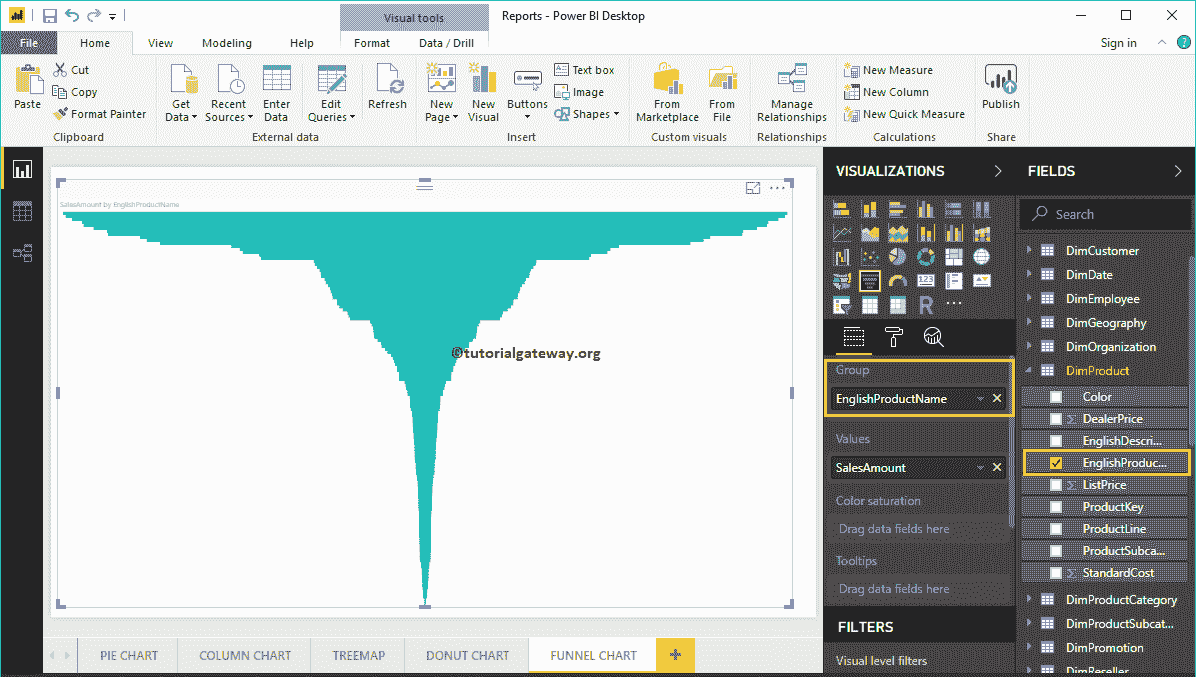 Visual tools
Reports - Power BI Desktop
File
Home
View
Modeling
Help
Format
Data / Drill
Sign in
?
Paste
Cut
Copy
Format Painter
Clipboard
Get Data
Recent Sources
Enter Data
Edit Queries
External data
Refresh
New Page
New Visual
Buttons
Text box
Image
Shapes
Insert
From Marketplace
From File
Custom visuals
Manage Relationships
Relationships
New Measure
New Column
New Quick Measure
Calculations
Publish
Share
SalesAmount by EnglishProductName
©tutorialgateway.org
VISUALIZATIONS
123
R
Group
EnglishProductName
Values
SalesAmount
Color saturation
Drag data fields here
Tooltips
Drag data fields here
FILTERS
Visual level filters
FIELDS
Search
DimCustomer
DimDate
DimEmployee
DimGeography
DimOrganization
DimProduct
Color
Σ DealerPrice
EnglishDescri...
EnglishProduc...
Σ ListPrice
ProductKey
ProductLine
ProductSubca...
Σ StandardCost
DimProductCategory
DimProductSubcat...
DimPromotion
DimReseller
PIE CHART
COLUMN CHART
TREEMAP
DONUT CHART
FUNNEL CHART